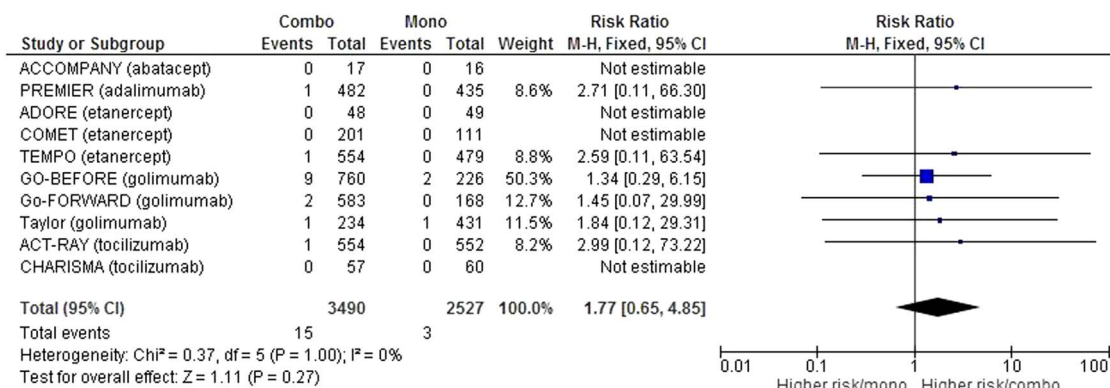 Combo Mono Risk Ratio Risk Ratio
Study or Subgroup Events Total Events Total Weight M-H, Fixed, 95% CI M-H, Fixed, 95% CI
ACCOMPANY (abatacept) 0 17 0 16 Not estimable
PREMIER (adalimumab) 1 482 0 435 8.6% 2.71 [0.11, 66.30]
ADORE (etanercept) 0 48 0 49 Not estimable
COMET (etanercept) 0 201 0 111 Not estimable
TEMPO (etanercept) 1 554 0 479 8.8% 2.59 [0.11, 63.54]
GO-BEFORE (golimumab) 9 760 2 226 50.3% 1.34 [0.29, 6.15]
Go-FORWARD (golimumab) 2 583 0 168 12.7% 1.45 [0.07, 29.99]
Taylor (golimumab) 1 234 1 431 11.5% 1.84 [0.12, 29.31]
ACT-RAY (tocilizumab) 1 554 0 552 8.2% 2.99 [0.12, 73.22]
CHARISMA (tocilizumab) 0 57 0 60 Not estimable
Total (95% CI) 3490 2527 100.0% 1.77 [0.65, 4.85]
Total events 15 3
Heterogeneity: Chi² = 0.37, df = 5 (P = 1.00); I² = 0%
Test for overall effect: Z = 1.11 (P = 0.27)
0.01 0.1 1 10 100
Higher risk/mono Higher risk/combo